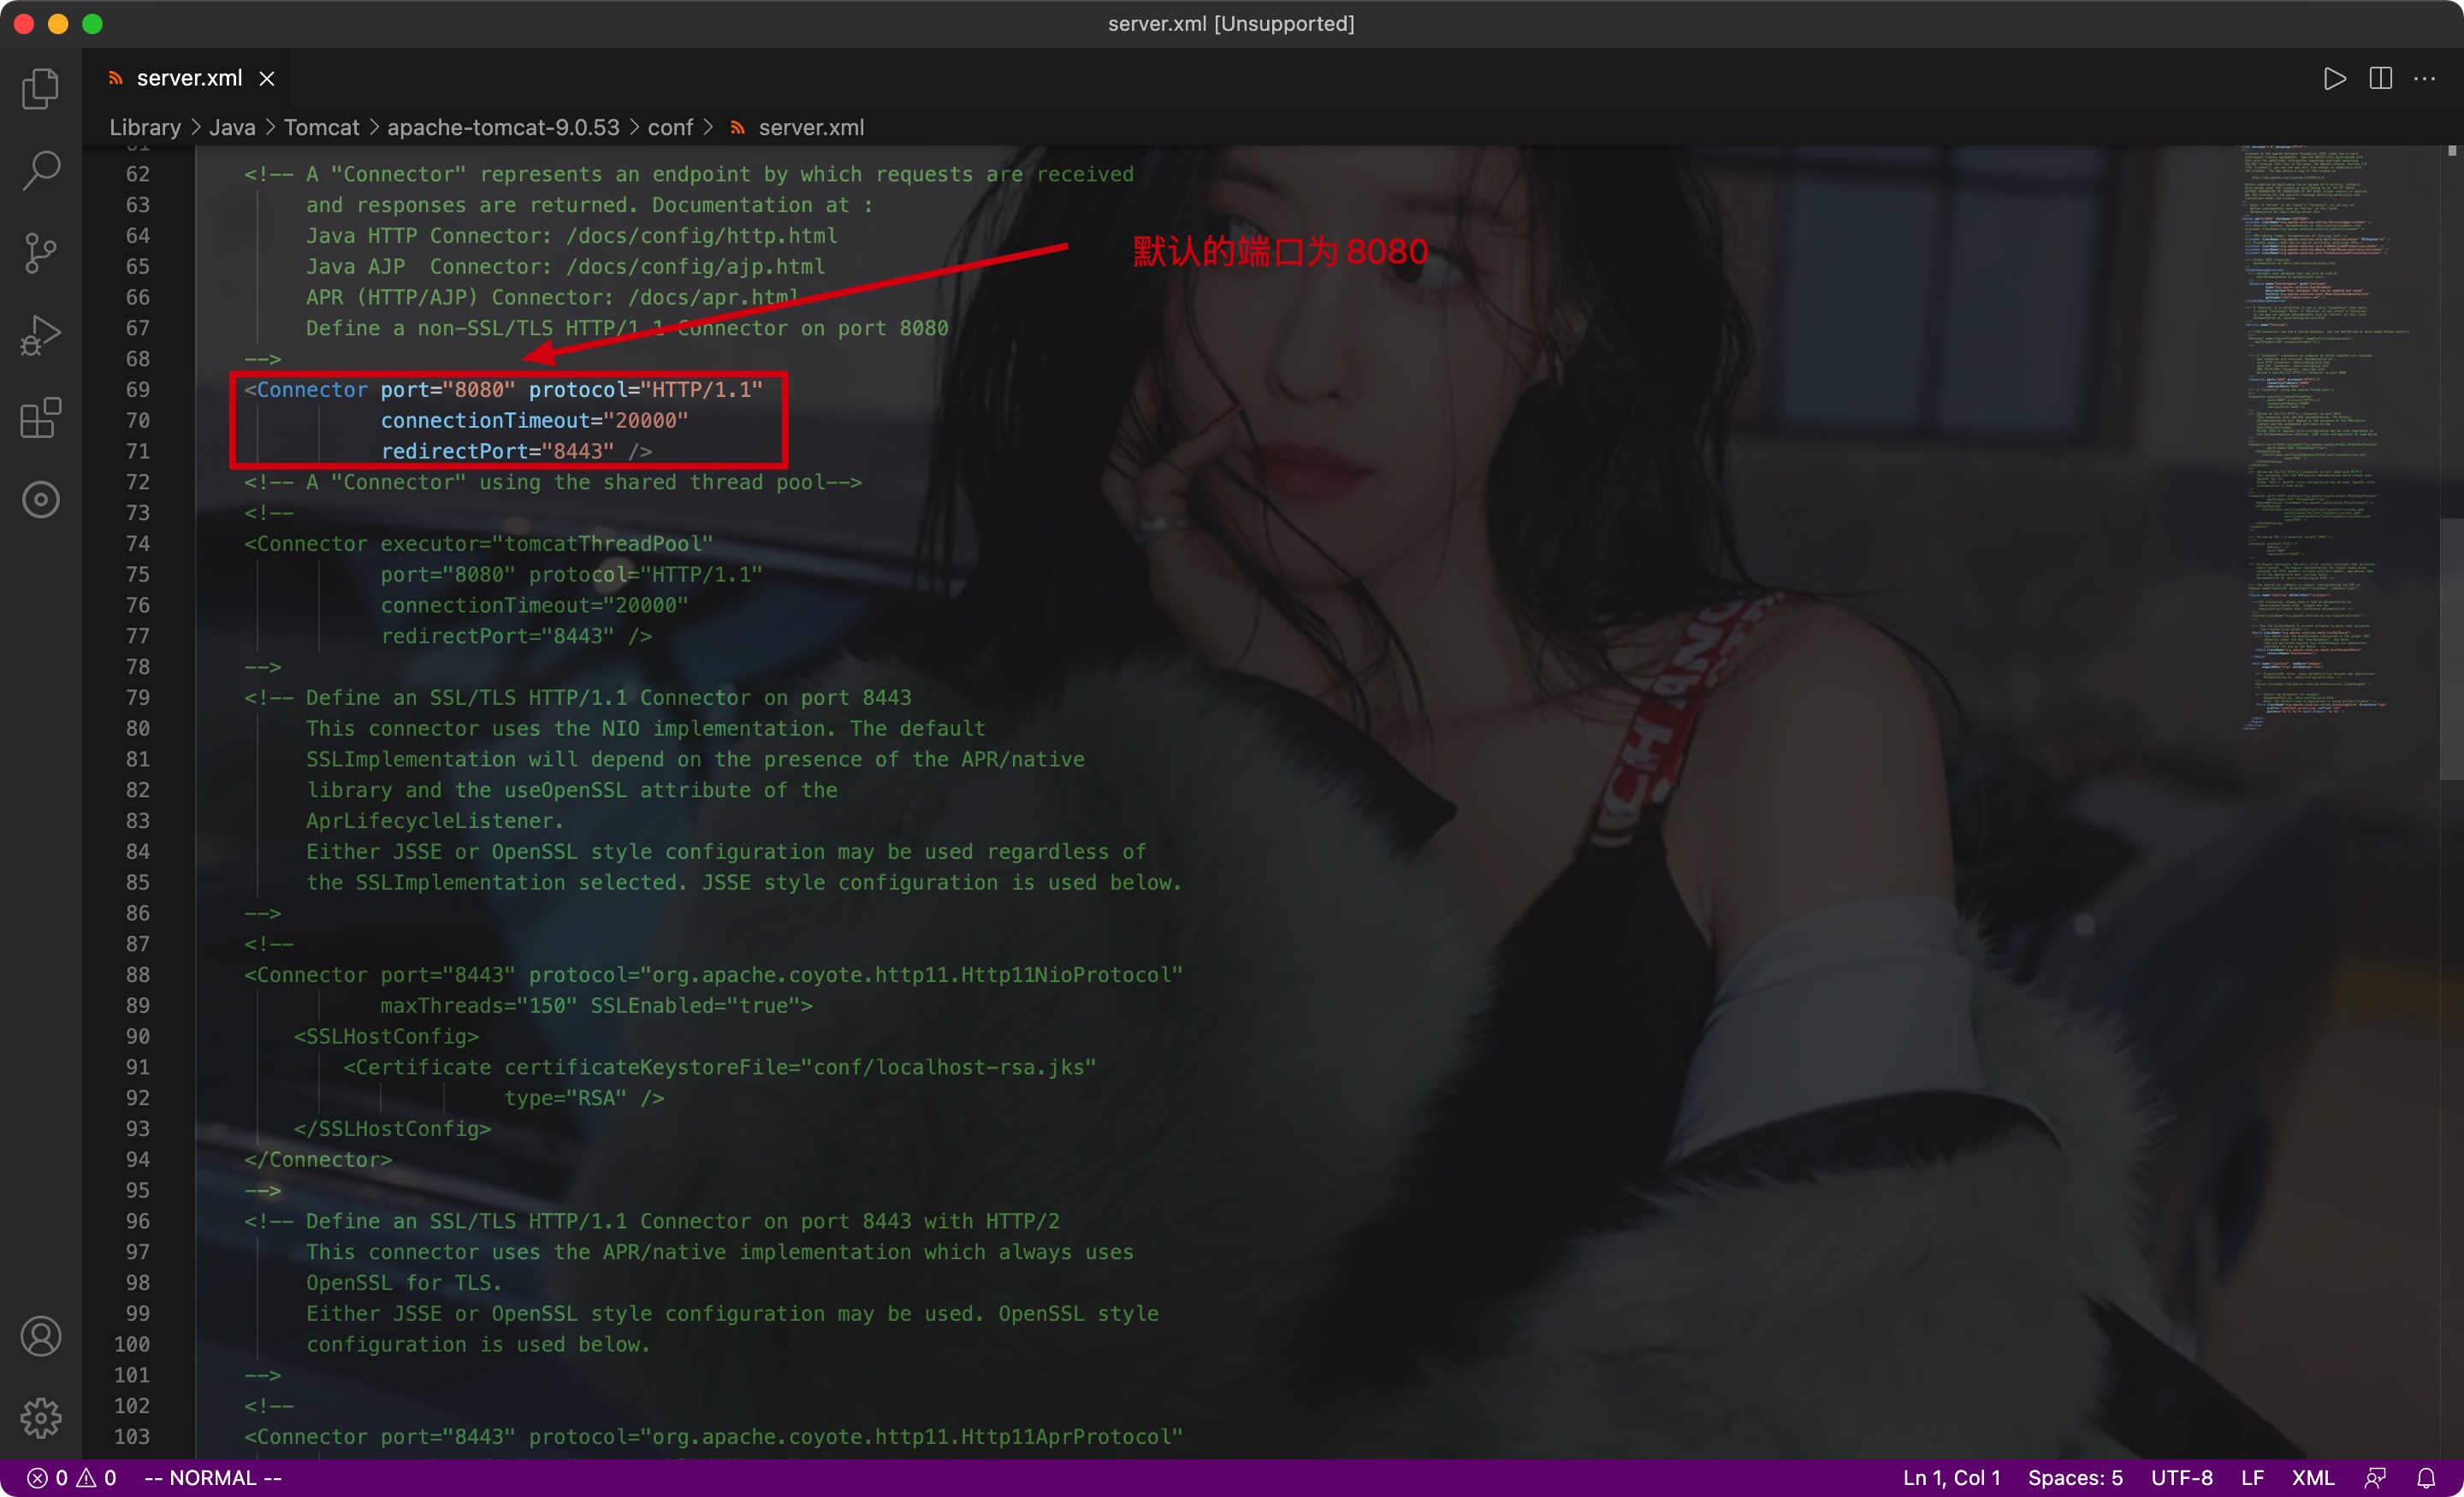 server.xml [Unsupported]
server.xml
Library > Java > Tomcat > apache-tomcat-9.0.53 > conf > server.xml
61
62 <!-- A "Connector" represents an endpoint by which requests are received
63 and responses are returned. Documentation at :
64 Java HTTP Connector: /docs/config/http.html
默认的端口为 8080
65 Java AJP  Connector: /docs/config/ajp.html
66 APR (HTTP/AJP) Connector: /docs/apr.html
67 Define a non-SSL/TLS HTTP/1.1 Connector on port 8080
68 -->
69 <Connector port="8080" protocol="HTTP/1.1"
70 connectionTimeout="20000"
71 redirectPort="8443" />
72 <!-- A "Connector" using the shared thread pool-->
73 <!--
74 <Connector executor="tomcatThreadPool"
75 port="8080" protocol="HTTP/1.1"
76 connectionTimeout="20000"
77 redirectPort="8443" />
78 -->
79 <!-- Define an SSL/TLS HTTP/1.1 Connector on port 8443
80 This connector uses the NIO implementation. The default
81 SSLImplementation will depend on the presence of the APR/native
82 library and the useOpenSSL attribute of the
83 AprLifecycleListener.
84 Either JSSE or OpenSSL style configuration may be used regardless of
85 the SSLImplementation selected. JSSE style configuration is used below.
86 -->
87 <!--
88 <Connector port="8443" protocol="org.apache.coyote.http11.Http11NioProtocol"
89 maxThreads="150" SSLEnabled="true">
90 <SSLHostConfig>
91 <Certificate certificateKeystoreFile="conf/localhost-rsa.jks"
92 type="RSA" />
93 </SSLHostConfig>
94 </Connector>
95 -->
96 <!-- Define an SSL/TLS HTTP/1.1 Connector on port 8443 with HTTP/2
97 This connector uses the APR/native implementation which always uses
98 OpenSSL for TLS.
99 Either JSSE or OpenSSL style configuration may be used. OpenSSL style
100 configuration is used below.
101 -->
102 <!--
103 <Connector port="8443" protocol="org.apache.coyote.http11.Http11AprProtocol"
0 0 -- NORMAL -- Ln 1, Col 1 Spaces: 5 UTF-8 LF XML